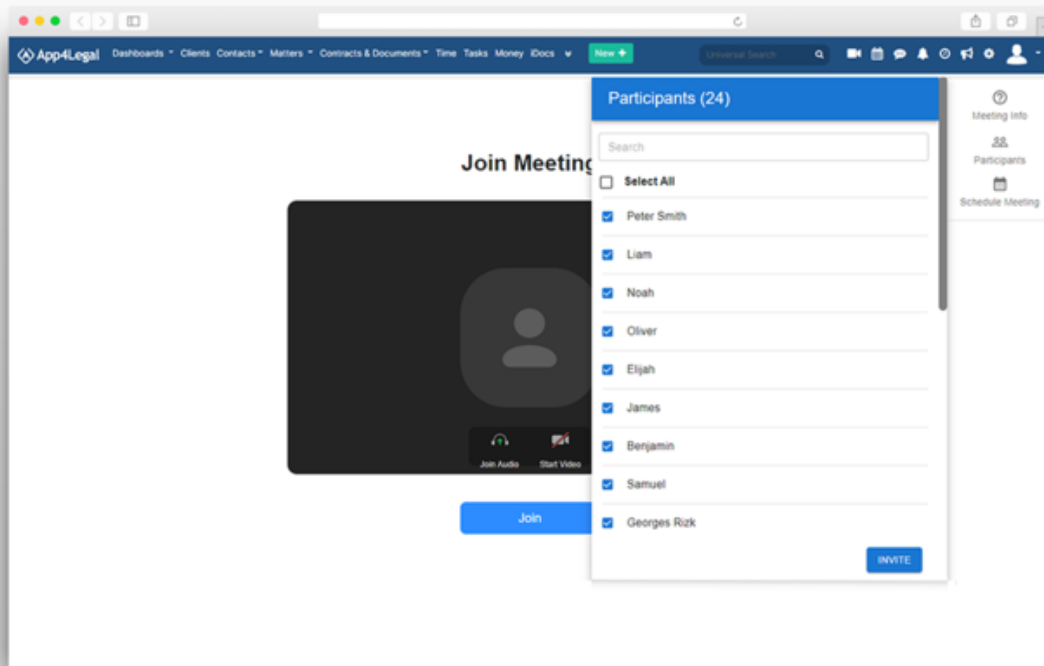 App4Legal Dashboards Clients Contacts Matters Contracts & Documents Time Tasks Money iDocs New + Universal Search
Participants (24)
Meeting Info
Search
Participants
Join Meeting
Select All
Schedule Meeting
Peter Smith
Liam
Noah
Oliver
Elijah
James
Benjamin
Join Audio Start Video
Samuel
Join
Georges Rizk
INVITE